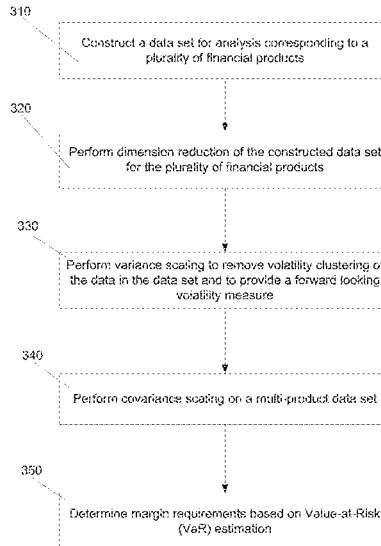 310
Construct a data set for analysis corresponding to a
plurality of financial products
320
Perform dimension reduction of the constructed data set
for the plurality of financial products
330
Perform variance scaling to remove volatility clustering o
the data in the data set and to provide a forward looking
volatility measure
340
Perform covariance scaling on a multi-product data set
350
Determine margin requirements based on Value-at-Risk
(VaR) estimation